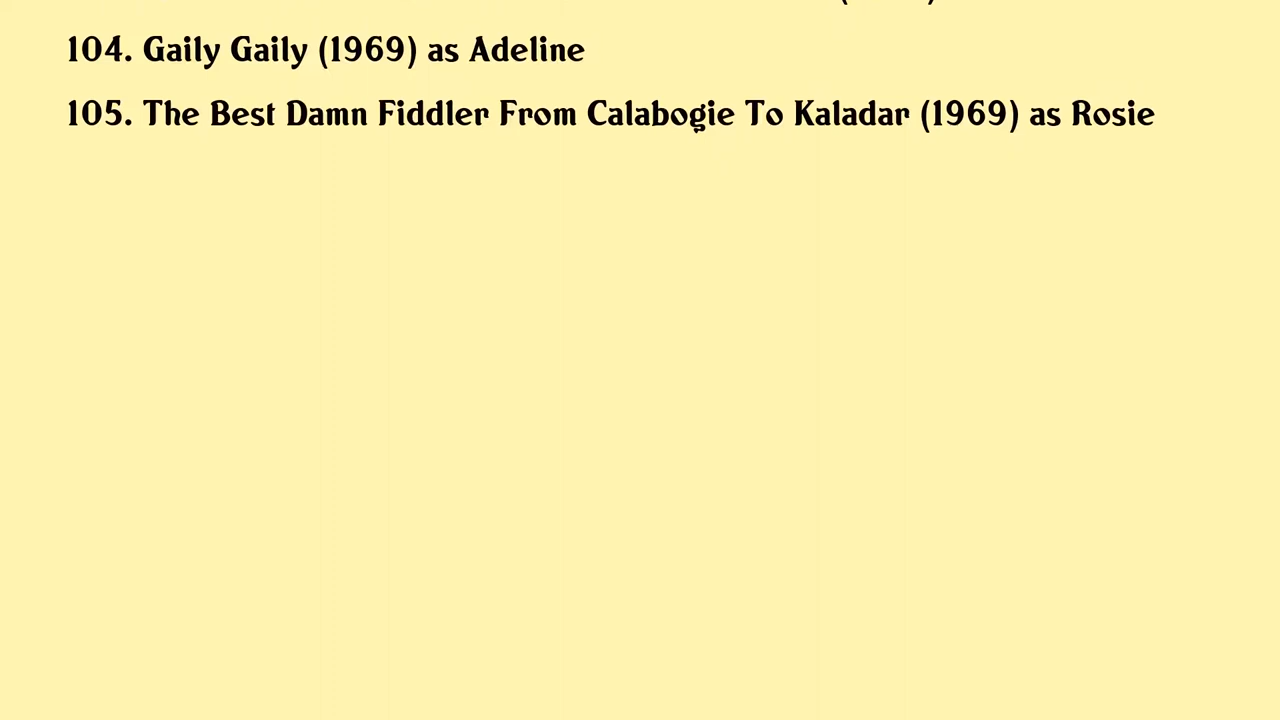 104. Gaily Gaily (1969) as Adeline
105. The Best Damn Fiddler From Calabogie To Kaladar (1969) as Rosie